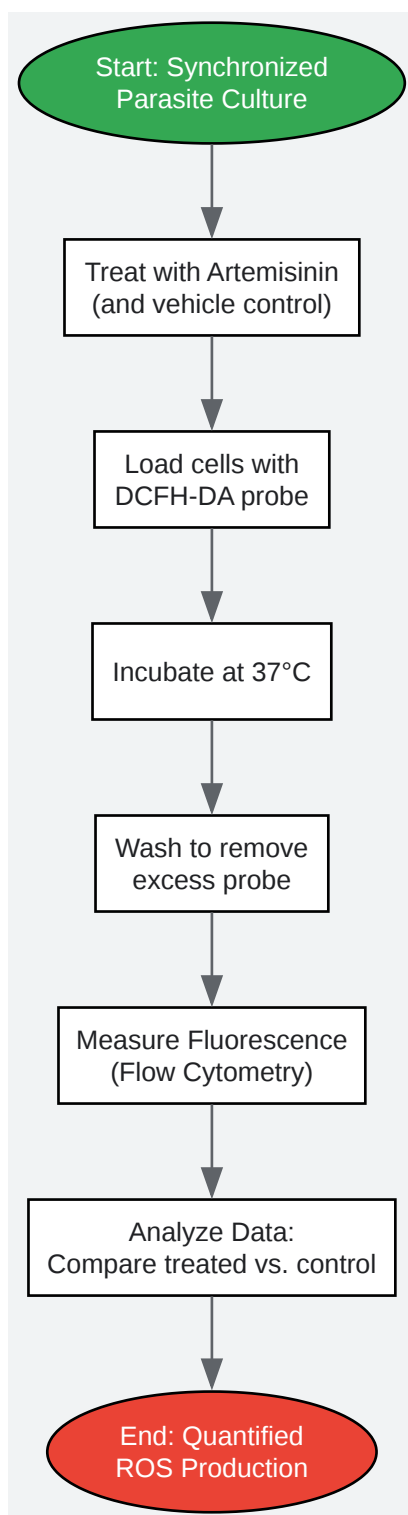 Start: Synchronized
Parasite Culture
Treat with Artemisinin
(and vehicle control)
Load cells with
DCFH-DA probe
Incubate at 37°C
Wash to remove
excess probe
Measure Fluorescence
(Flow Cytometry)
Analyze Data:
Compare treated vs. control
End: Quantified
ROS Production